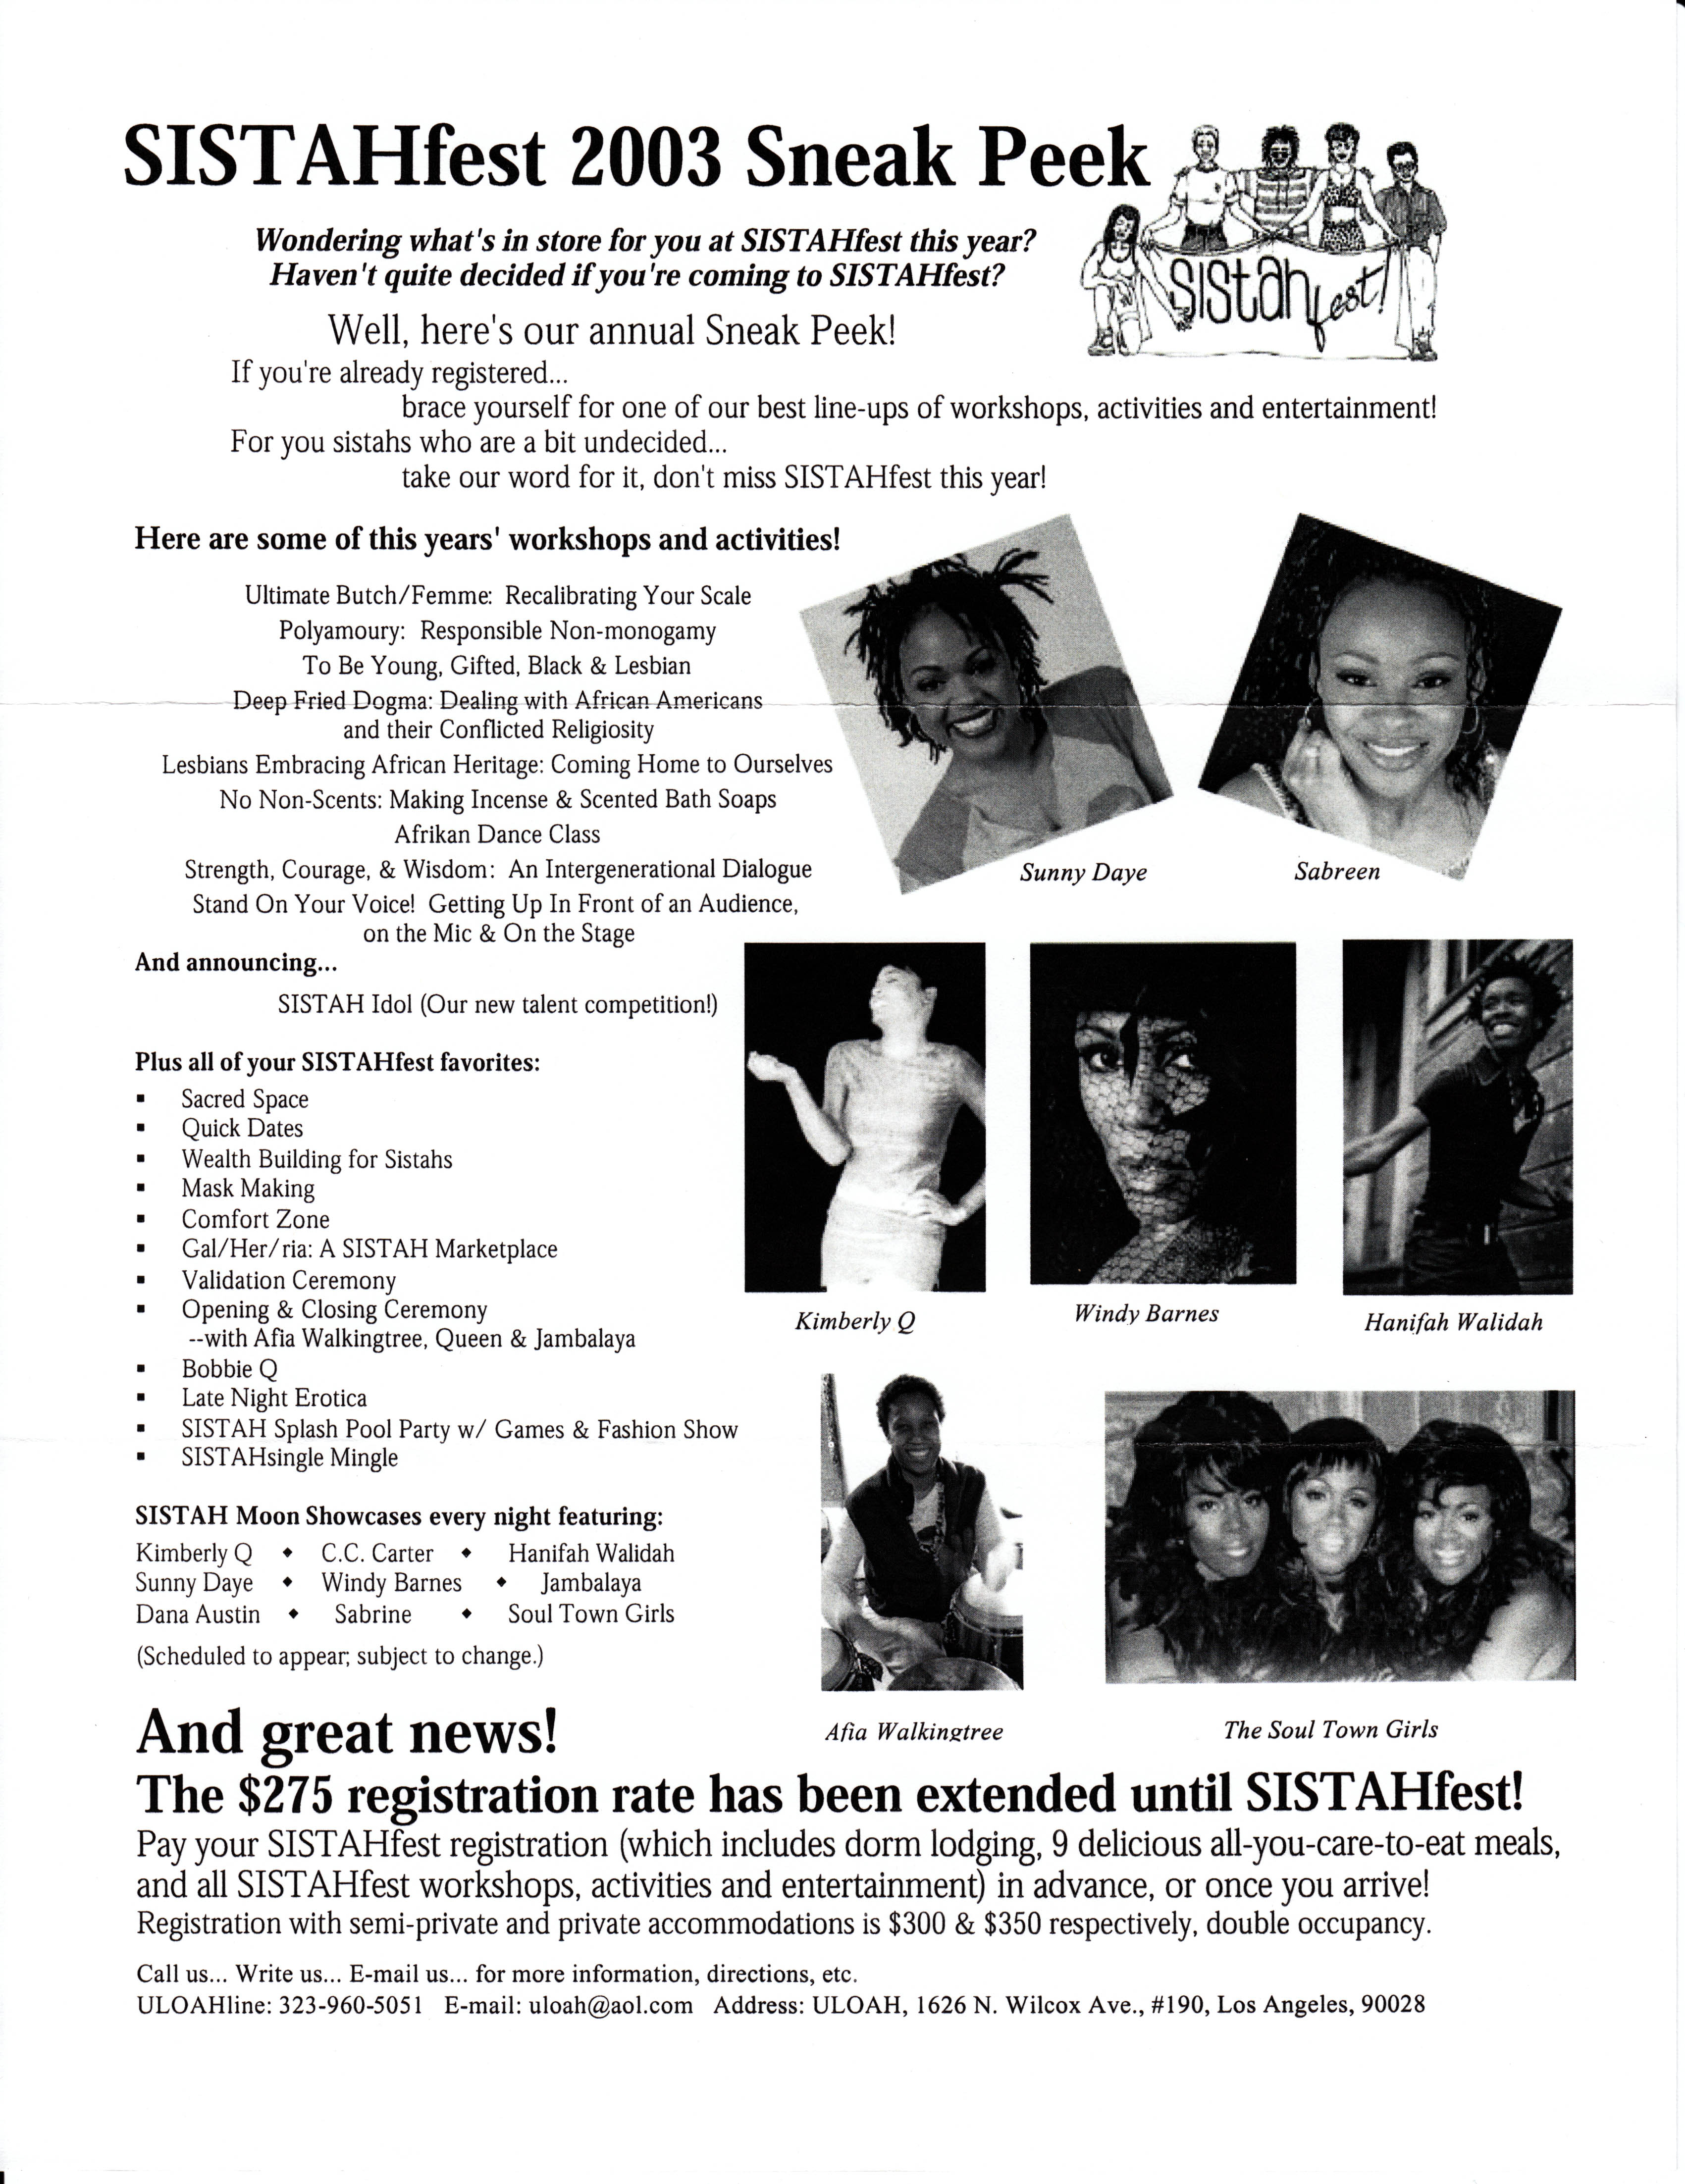 SISTAHfest 2003 Sneak Peek
Wondering what's in store for you at SISTAHfest this year?
Haven't quite decided if you're coming to SISTAHfest?
sistah fest!
Well, here's our annual Sneak Peek!
If you're already registered...
brace yourself for one of our best line-ups of workshops, activities and entertainment!
For you sistahs who are a bit undecided...
take our word for it, don't miss SISTAHfest this year!
Here are some of this years' workshops and activities!
Ultimate Butch/Femme: Recalibrating Your Scale
Polyamoury: Responsible Non-monogamy
To Be Young, Gifted, Black & Lesbian
Deep Fried Dogma: Dealing with African Americans
and their Conflicted Religiosity
Lesbians Embracing African Heritage: Coming Home to Ourselves
No Non-Scents: Making Incense & Scented Bath Soaps
Afrikan Dance Class
Strength, Courage, & Wisdom: An Intergenerational Dialogue
Stand On Your Voice! Getting Up In Front of an Audience,
on the Mic & On the Stage
Sunny Daye
Sabreen
And announcing...
SISTAH Idol (Our new talent competition!)
Plus all of your SISTAHfest favorites:
▪ Sacred Space
▪ Quick Dates
▪ Wealth Building for Sistahs
▪ Mask Making
▪ Comfort Zone
▪ Gal/Her/ria: A SISTAH Marketplace
▪ Validation Ceremony
▪ Opening & Closing Ceremony
--with Afia Walkingtree, Queen & Jambalaya
▪ Bobbie Q
▪ Late Night Erotica
▪ SISTAH Splash Pool Party w/ Games & Fashion Show
▪ SISTAHsingle Mingle
Kimberly Q
Windy Barnes
Hanifah Walidah
SISTAH Moon Showcases every night featuring:
Kimberly Q ◆ C.C. Carter ◆ Hanifah Walidah
Sunny Daye ◆ Windy Barnes ◆ Jambalaya
Dana Austin ◆ Sabrine ◆ Soul Town Girls
(Scheduled to appear; subject to change.)
Afia Walkingtree
The Soul Town Girls
And great news!
The $275 registration rate has been extended until SISTAHfest!
Pay your SISTAHfest registration (which includes dorm lodging, 9 delicious all-you-care-to-eat meals,
and all SISTAHfest workshops, activities and entertainment) in advance, or once you arrive!
Registration with semi-private and private accommodations is $300 & $350 respectively, double occupancy.
Call us... Write us... E-mail us... for more information, directions, etc.
ULOAHline: 323-960-5051 E-mail: uloah@aol.com Address: ULOAH, 1626 N. Wilcox Ave., #190, Los Angeles, 90028